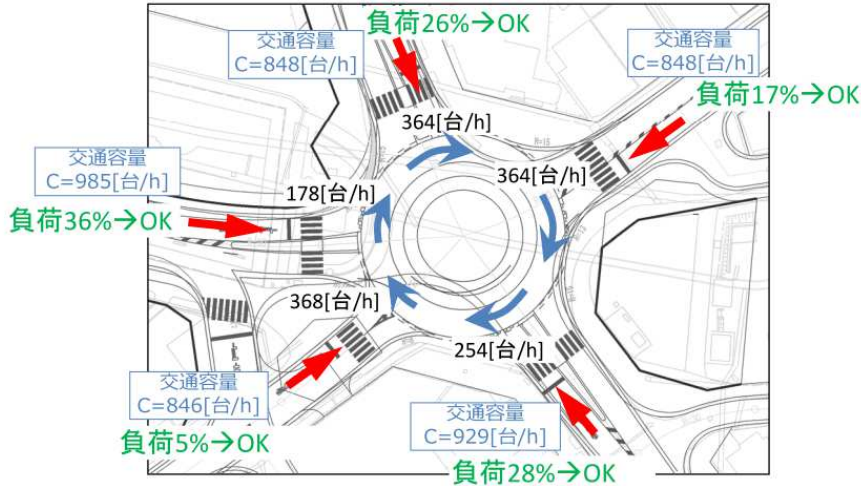 負荷26%→OK
交通容量
C=848[台/h]
交通容量
C=848[台/h]
負荷17%→OK
364[台/h]
364[台/h]
交通容量
C=985[台/h]
178[台/h]
負荷36%→OK
368[台/h]
254[台/h]
交通容量
C=846[台/h]
負荷5%→OK
交通容量
C=929[台/h]
負荷28%→OK